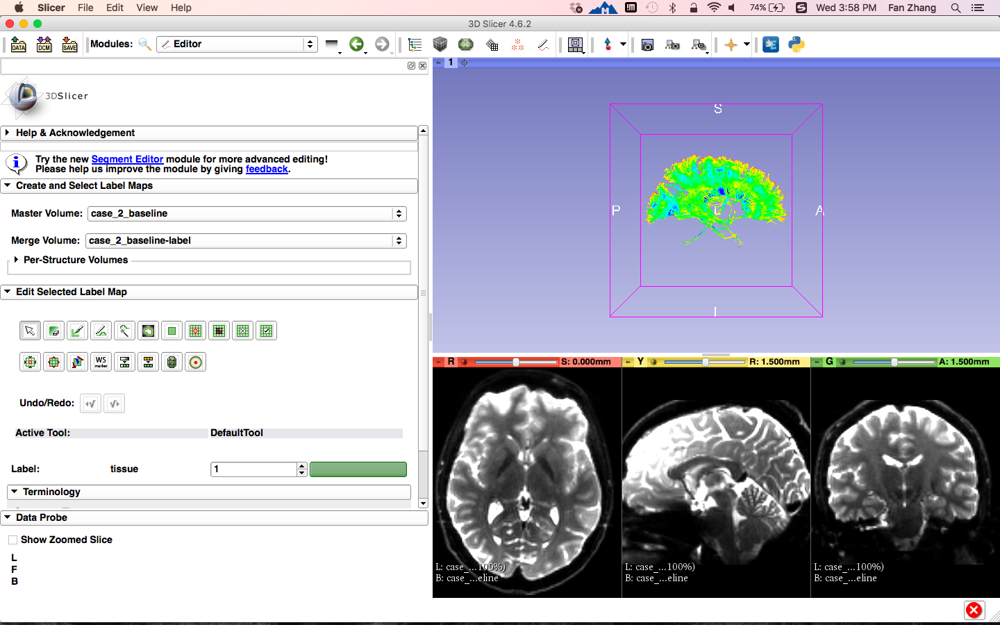 Slicer File Edit View Help 74% Wed 3:58 PM Fan Zhang
3D Slicer 4.6.2
DATA DCM SAVE Modules: Editor
1
3DSlicer
Help & Acknowledgement
Try the new Segment Editor module for more advanced editing!
Please help us improve the module by giving feedback.
Create and Select Label Maps
Master Volume: case_2_baseline
Merge Volume: case_2_baseline-label
Per-Structure Volumes
Edit Selected Label Map
WS
marker
Undo/Redo:
Active Tool: DefaultTool
Label: tissue 1
Terminology
Data Probe
Show Zoomed Slice
L
F
B
S
P
L
A
I
R S: 0.000mm
Y R: 1.500mm
G A: 1.500mm
L: case_...100%)
B: case_...eline
L: case_...100%)
B: case_...eline
L: case_...100%)
B: case_...eline